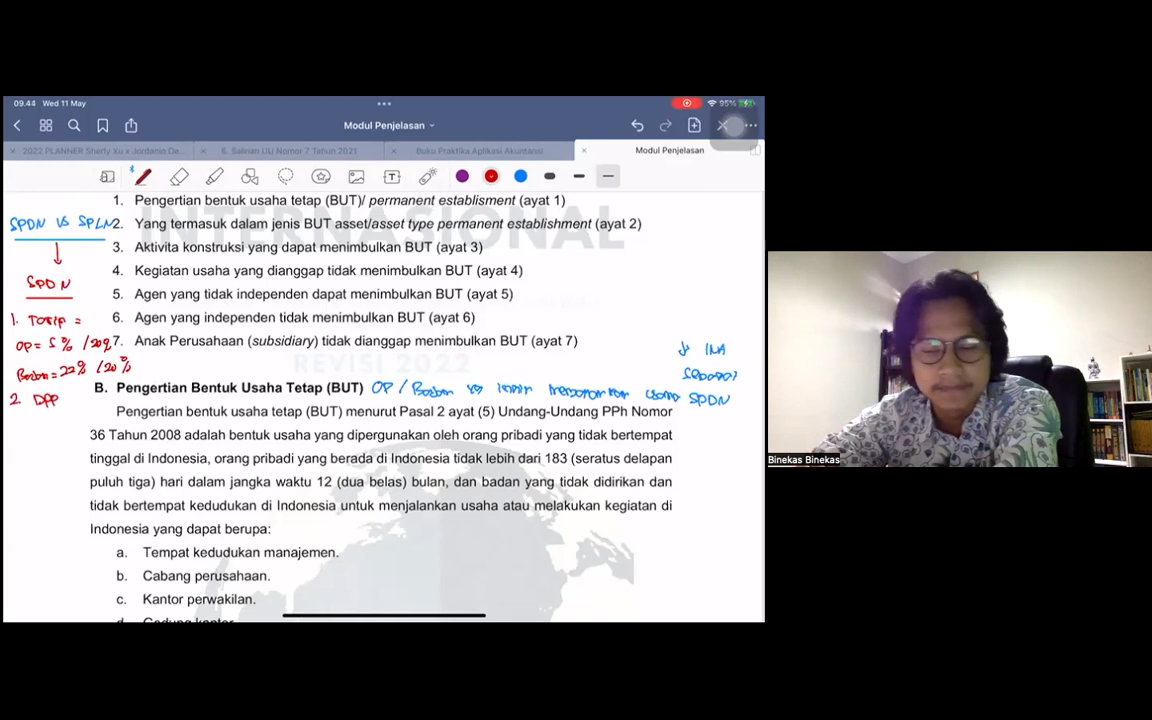 09.44 Wed 11 May
95%
Modul Penjelasan
2022 PLANNER Sherly Xu x Jordanie De...
6. Salinan UU Nomor 7 Tahun 2021
Buku Praktika Aplikasi Akuntansi
Modul Penjelasan
INTERNASIONAL
1. Pengertian bentuk usaha tetap (BUT)/ permanent establisment (ayat 1)
SPDN VS SPLN
2. Yang termasuk dalam jenis BUT asset/asset type permanent establishment (ayat 2)
3. Aktivita konstruksi yang dapat menimbulkan BUT (ayat 3)
4. Kegiatan usaha yang dianggap tidak menimbulkan BUT (ayat 4)
SPDN
5. Agen yang tidak independen dapat menimbulkan BUT (ayat 5)
1. Tarip =
6. Agen yang independen tidak menimbulkan BUT (ayat 6)
OP = 5% /
7. Anak Perusahaan (subsidiary) tidak dianggap menimbulkan BUT (ayat 7)
INA
REVISI 2022
Badan = 22% /20%
sebagai
B. Pengertian Bentuk Usaha Tetap (BUT)
OP / Badan
SPDN
2. DPP
Pengertian bentuk usaha tetap (BUT) menurut Pasal 2 ayat (5) Undang-Undang PPh Nomor
36 Tahun 2008 adalah bentuk usaha yang dipergunakan oleh orang pribadi yang tidak bertempat
tinggal di Indonesia, orang pribadi yang berada di Indonesia tidak lebih dari 183 (seratus delapan
puluh tiga) hari dalam jangka waktu 12 (dua belas) bulan, dan badan yang tidak didirikan dan
tidak bertempat kedudukan di Indonesia untuk menjalankan usaha atau melakukan kegiatan di
Indonesia yang dapat berupa:
a. Tempat kedudukan manajemen.
b. Cabang perusahaan.
c. Kantor perwakilan.
d. Gedung kantor
Binekas Binekas